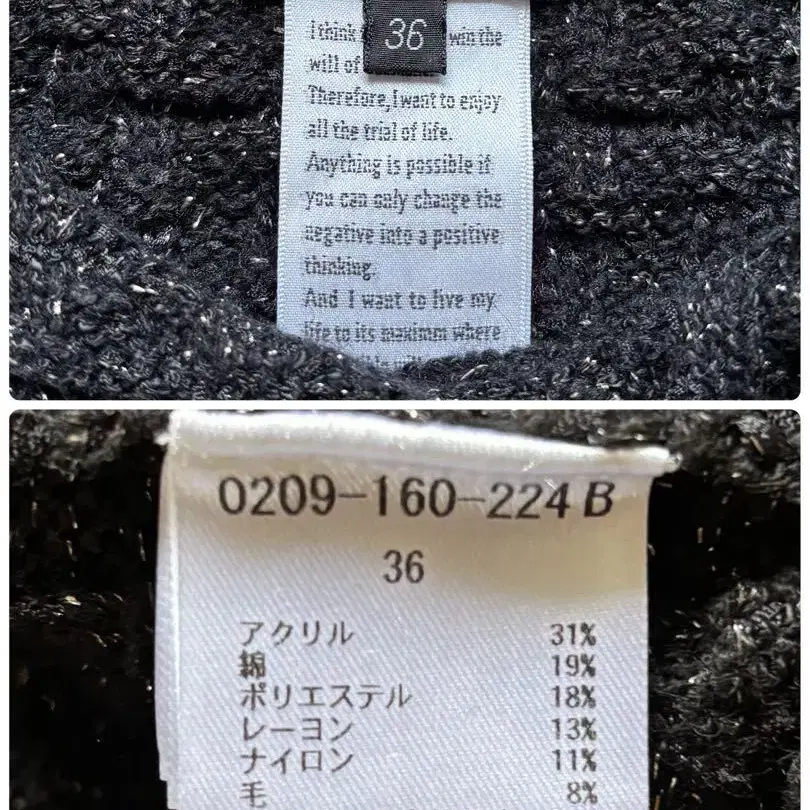 36
I think win the
will of
Therefore, I want to enjoy
all the trial of life.
Anything is possible if
you can only change the
negative into a positive
thinking.
And I want to live my
life to its maximm where
0209-160-224 B
36
アクリル 31%
綿 19%
ポリエステル 18%
レーヨン 13%
ナイロン 11%
毛 8%